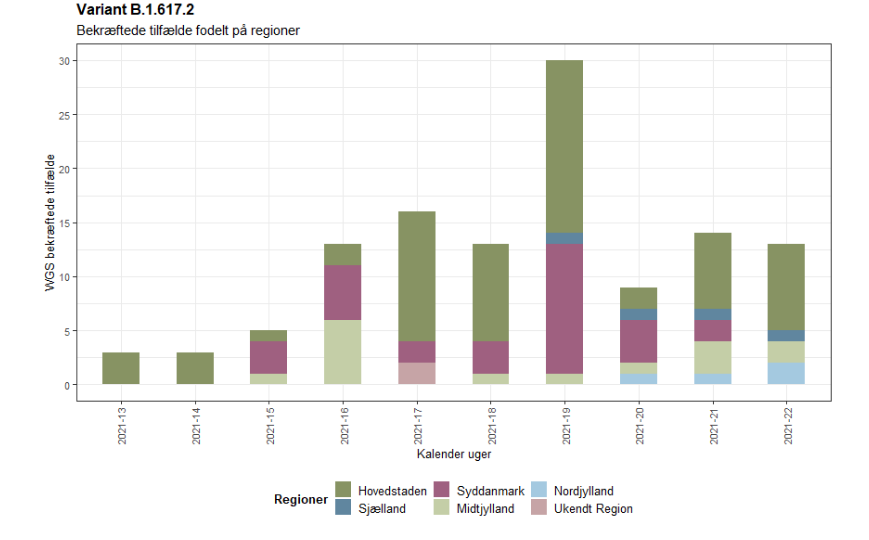 Variant B.1.617.2
Bekræftede tilfælde fodelt på regioner
WGS bekræftede tilfælde
30
25
20
15
10
5
0
2021-13
2021-14
2021-15
2021-16
2021-17
2021-18
2021-19
2021-20
2021-21
2021-22
Kalender uger
Regioner
Hovedstaden
Syddanmark
Nordjylland
Sjælland
Midtjylland
Ukendt Region